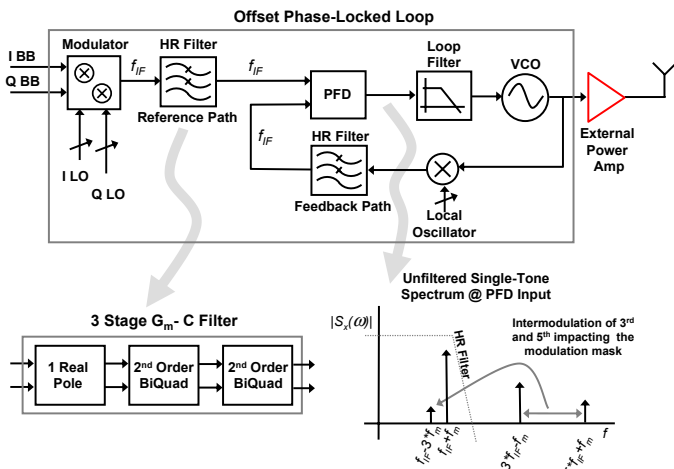 Offset Phase-Locked Loop
I BB
Q BB
Modulator
f_IF
HR Filter
Reference Path
f_IF
PFD
Loop
Filter
VCO
External
Power
Amp
I LO
Q LO
f_IF
HR Filter
Feedback Path
Local
Oscillator
3 Stage G_m- C Filter
1 Real
Pole
2nd Order
BiQuad
2nd Order
BiQuad
Unfiltered Single-Tone
Spectrum @ PFD Input
|S_x(ω)|
HR Filter
Intermodulation of 3rd
and 5th impacting the
modulation mask
f_IF-3*f_m
f_IF+f_m
3*f_IF-f_m
*f_IF+f_m
f